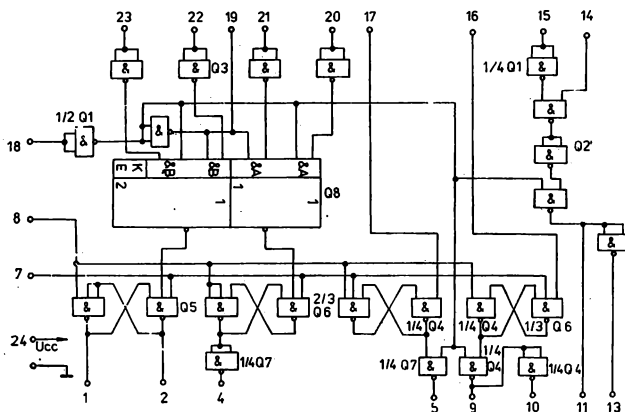 23 22 19 21 20 17 16 15 14
& & Q3 & & 1/4 Q1 &
1/2 Q1 & & &
18
& Q2'
E K &B &B &A &A
2 1 1 1 Q8
&
8
&
7
& & Q5 & & 2/3 Q6 & & 1/4 Q4 1/4 Q4 & & 1/3 Q6
24 Ucc
& 1/4Q7 1/4 Q7 & & 1/4 Q4 & 1/4Q4
1 2 4 5 9 10 11 13